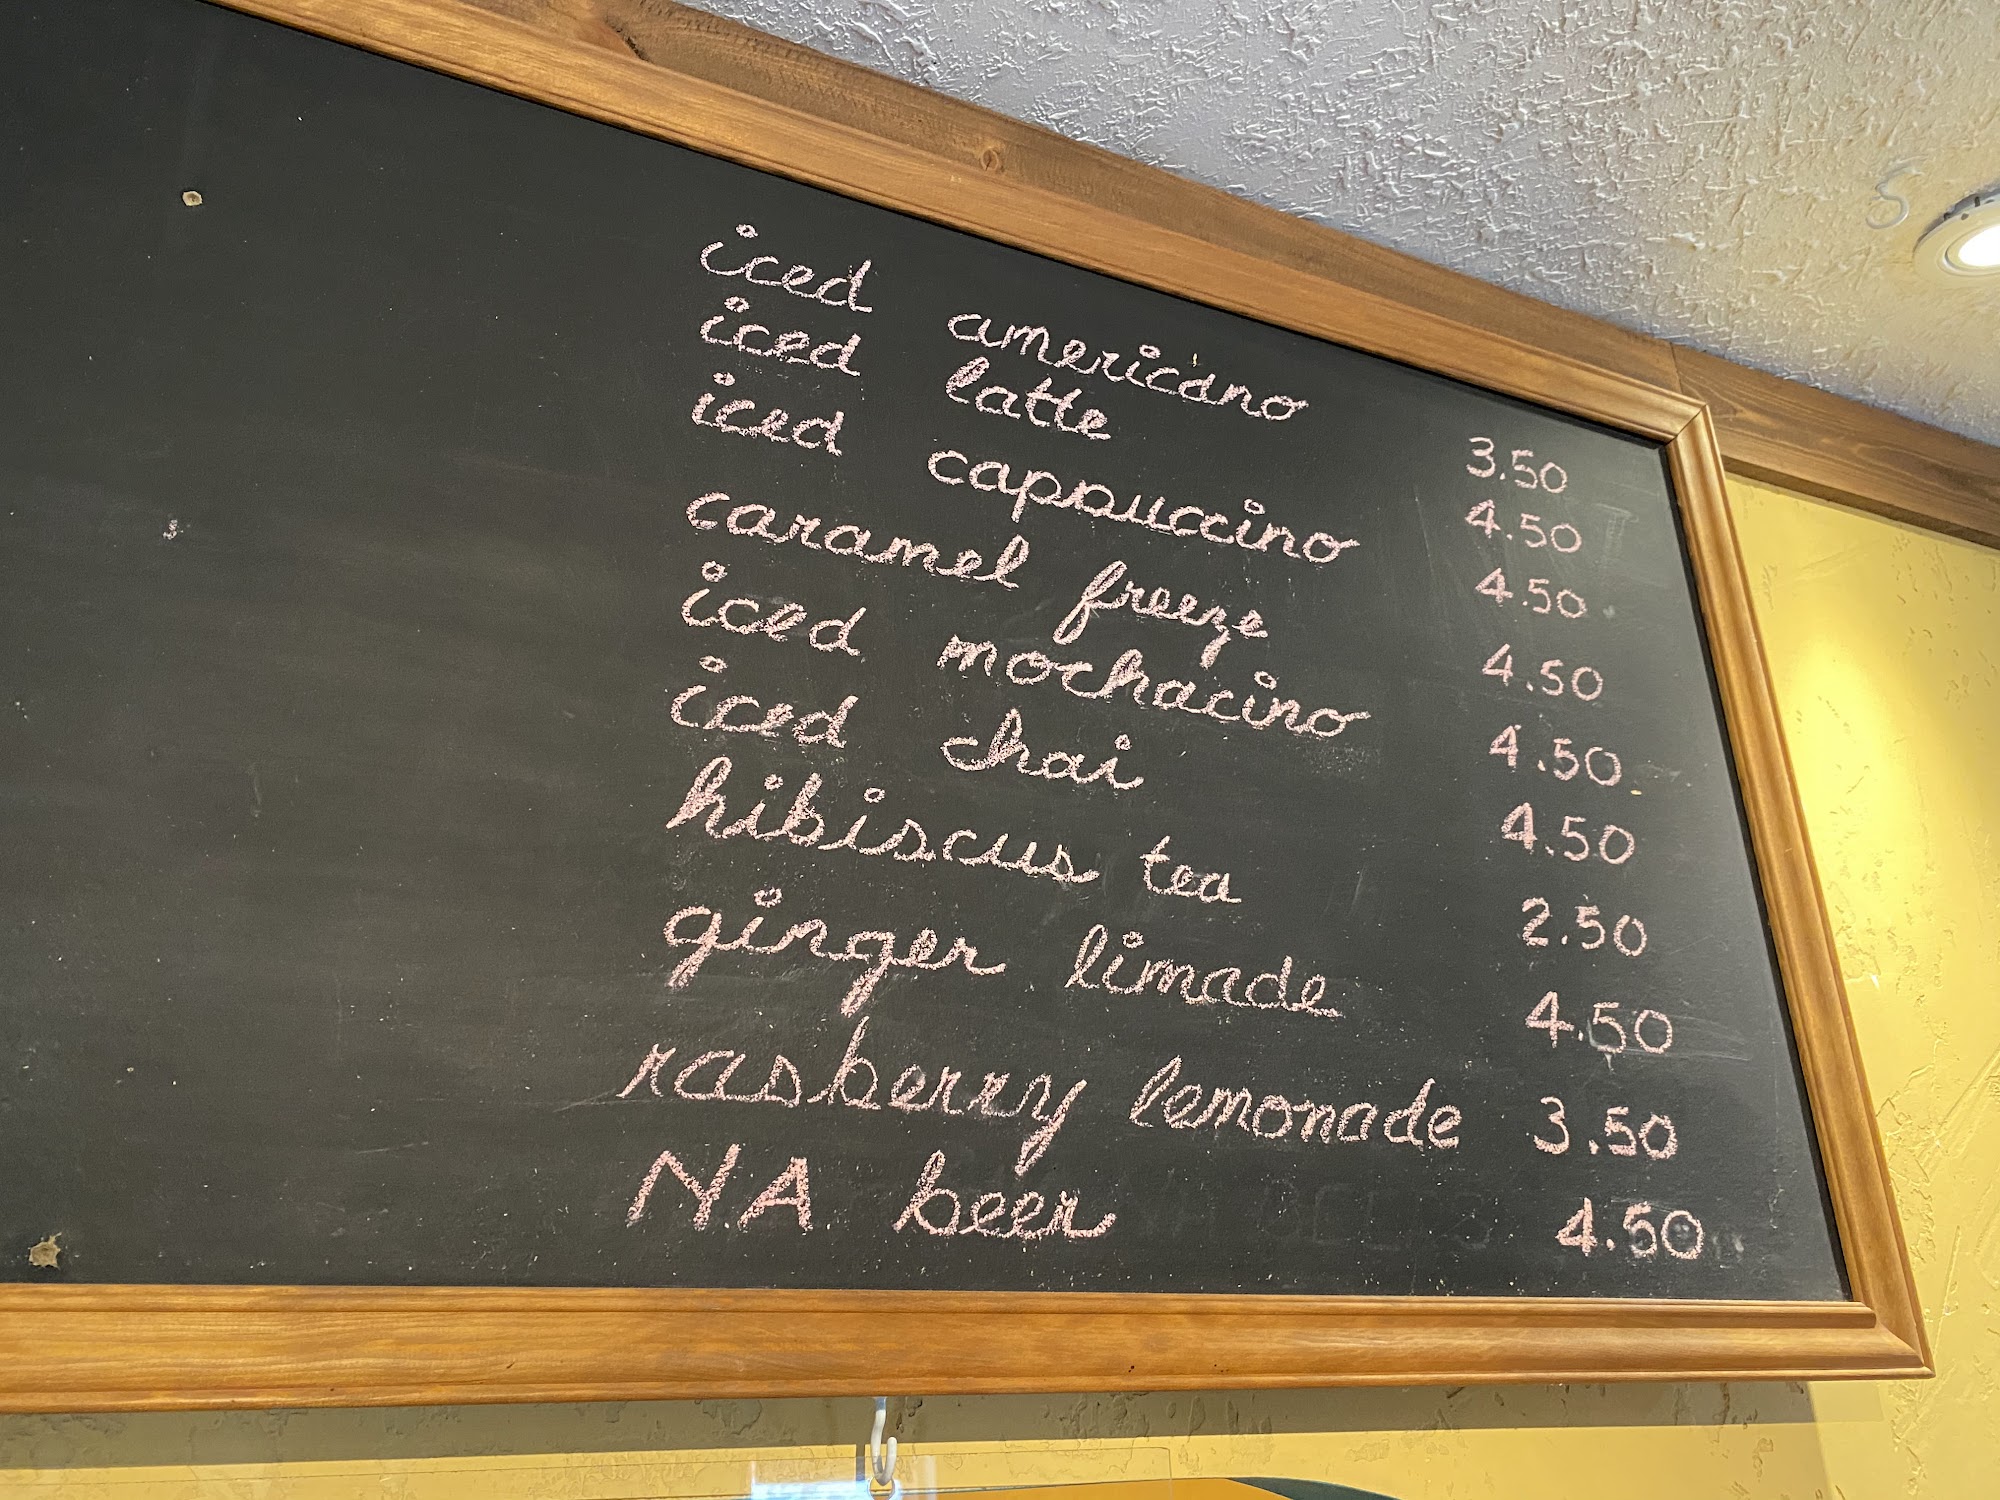 iced americano 3.50
iced latte 4.50
iced cappuccino 4.50
caramel freeze 4.50
iced mochacino 4.50
iced chai 4.50
hibiscus tea 2.50
ginger limade 4.50
rasberry lemonade 3.50
NA beer 4.50